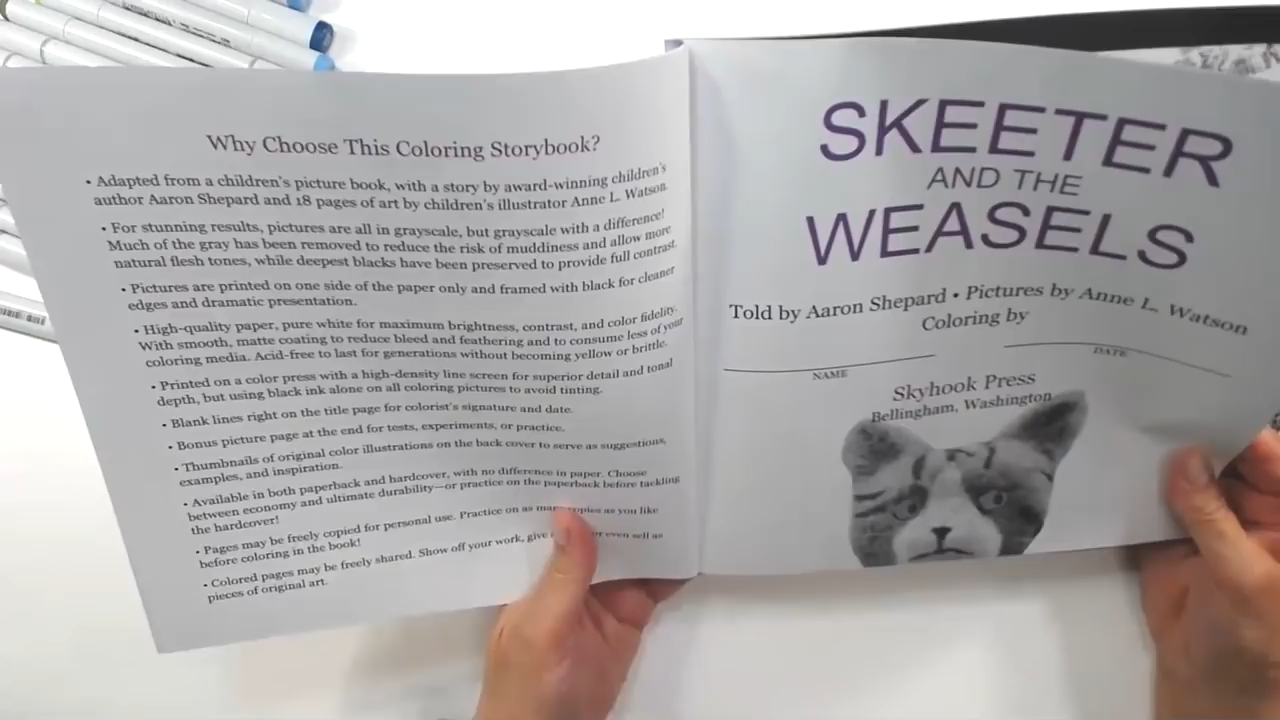 Why Choose This Coloring Storybook?
• Adapted from a children's picture book, with a story by award-winning children's
author Aaron Shepard and 18 pages of art by children's illustrator Anne L. Watson.
• For stunning results, pictures are all in grayscale, but grayscale with a difference!
Much of the gray has been removed to reduce the risk of muddiness and allow more
natural flesh tones, while deepest blacks have been preserved to provide full contrast.
• Pictures are printed on one side of the paper only and framed with black for cleaner
edges and dramatic presentation.
• High-quality paper, pure white for maximum brightness, contrast, and color fidelity.
With smooth, matte coating to reduce bleed and feathering and to consume less of your
coloring media. Acid-free to last for generations without becoming yellow or brittle.
• Printed on a color press with a high-density line screen for superior detail and tonal
depth, but using black ink alone on all coloring pictures to avoid tinting.
• Blank lines right on the title page for colorist's signature and date.
• Bonus picture page at the end for tests, experiments, or practice.
• Thumbnails of original color illustrations on the back cover to serve as suggestions,
examples, and inspiration.
• Available in both paperback and hardcover, with no difference in paper. Choose
between economy and ultimate durability—or practice on the paperback before tackling
the hardcover!
• Pages may be freely copied for personal use. Practice on as many copies as you like
before coloring in the book!
• Colored pages may be freely shared. Show off your work, give or even sell as
pieces of original art.
SKEETER
AND THE
WEASELS
Told by Aaron Shepard • Pictures by Anne L. Watson
Coloring by
NAME
DATE
Skyhook Press
Bellingham, Washington